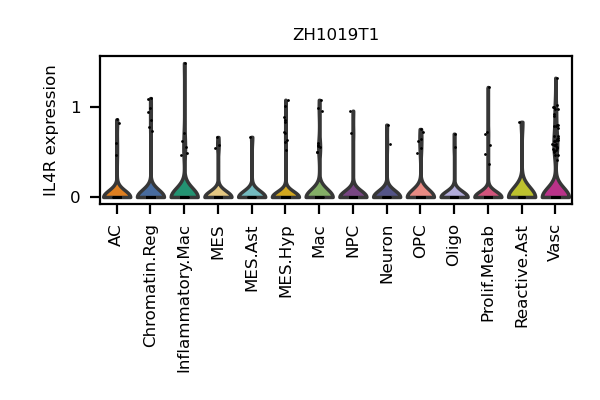 ZH1019T1
IL4R expression
1
0
AC
Chromatin.Reg
Inflammatory.Mac
MES
MES.Ast
MES.Hyp
Mac
NPC
Neuron
OPC
Oligo
Prolif.Metab
Reactive.Ast
Vasc